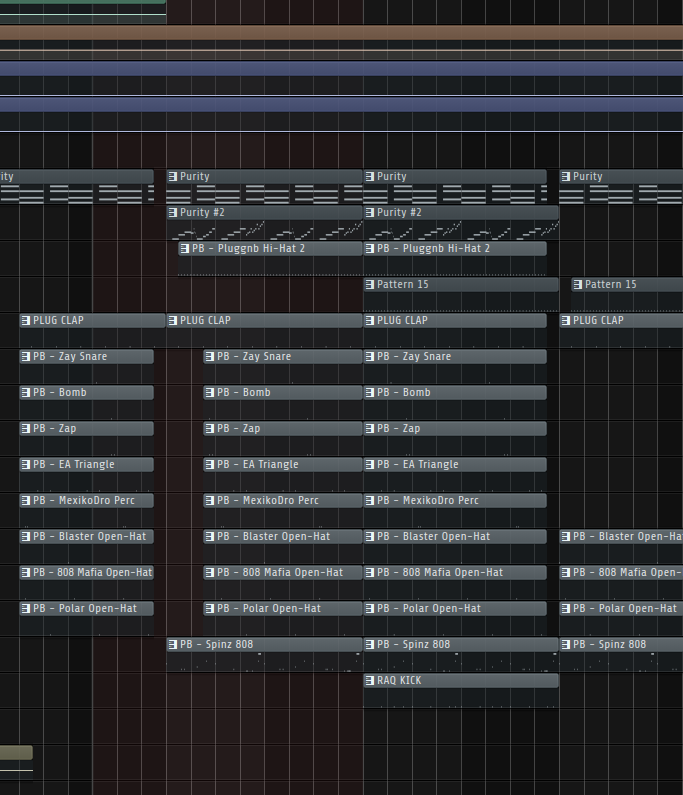 ity Purity Purity Purity
Purity #2 Purity #2
PB - Pluggnb Hi-Hat 2 PB - Pluggnb Hi-Hat 2
Pattern 15 Pattern 15
PLUG CLAP PLUG CLAP PLUG CLAP PLUG CLAP
PB - Zay Snare PB - Zay Snare PB - Zay Snare
PB - Bomb PB - Bomb PB - Bomb
PB - Zap PB - Zap PB - Zap
PB - EA Triangle PB - EA Triangle PB - EA Triangle
PB - MexikoDro Perc PB - MexikoDro Perc PB - MexikoDro Perc
PB - Blaster Open-Hat PB - Blaster Open-Hat PB - Blaster Open-Hat PB - Blaster Open-Ha
PB - 808 Mafia Open-Hat PB - 808 Mafia Open-Hat PB - 808 Mafia Open-Hat PB - 808 Mafia Open-
PB - Polar Open-Hat PB - Polar Open-Hat PB - Polar Open-Hat PB - Polar Open-Hat
PB - Spinz 808 PB - Spinz 808 PB - Spinz 808
RAQ KICK